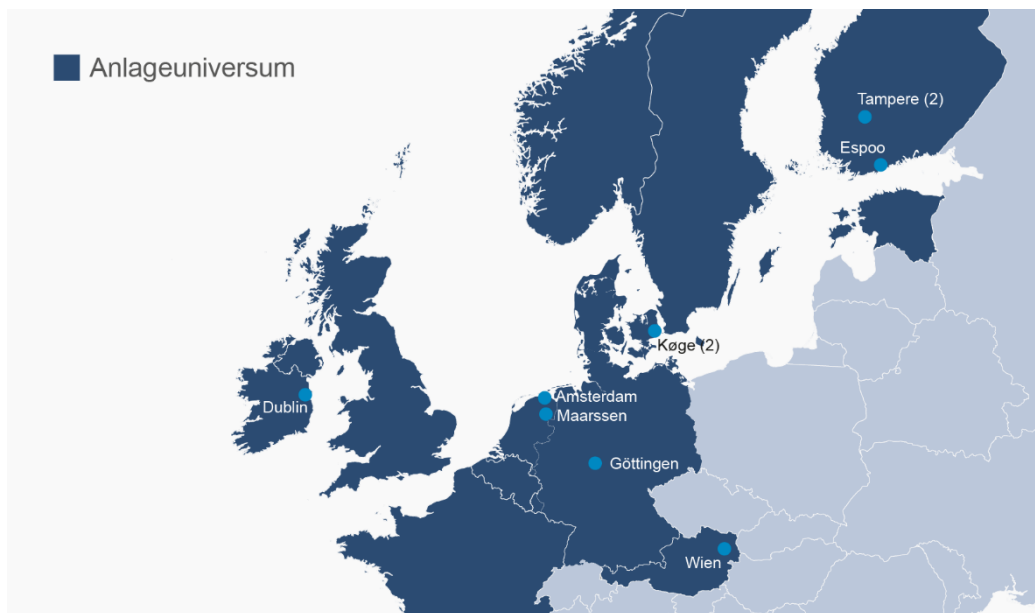 Anlageuniversum
Tampere (2)
Espoo
Køge (2)
Amsterdam
Maarssen
Dublin
Göttingen
Wien